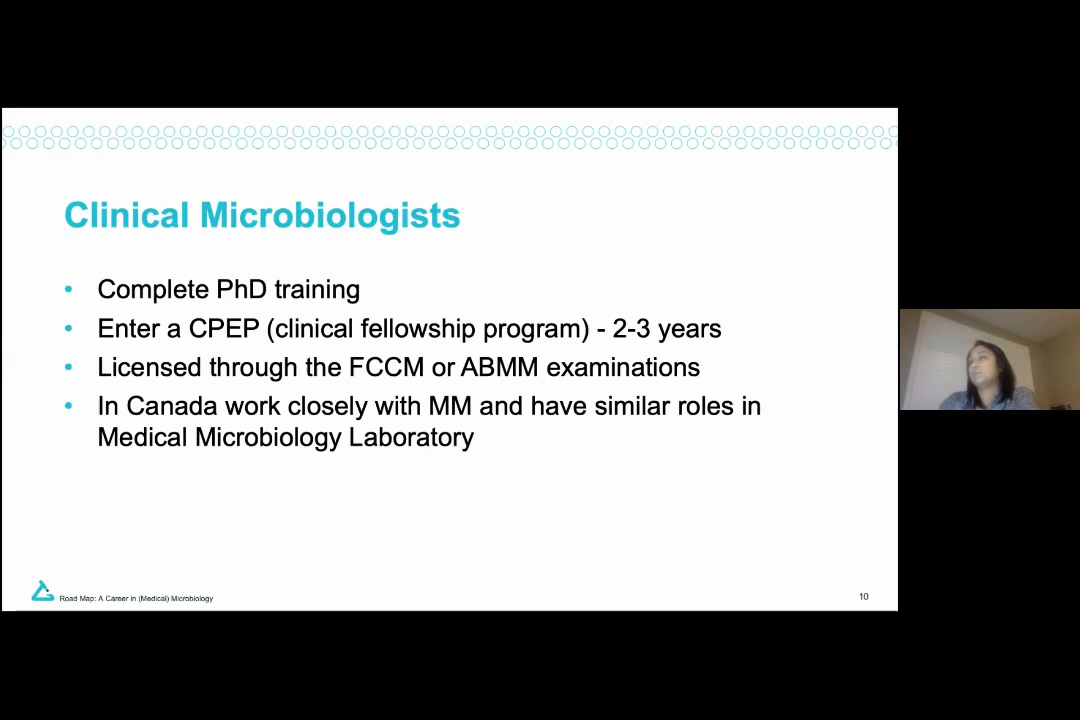 Clinical Microbiologists
• Complete PhD training
• Enter a CPEP (clinical fellowship program) - 2-3 years
• Licensed through the FCCM or ABMM examinations
• In Canada work closely with MM and have similar roles in
Medical Microbiology Laboratory
Road Map: A Career in (Medical) Microbiology
10